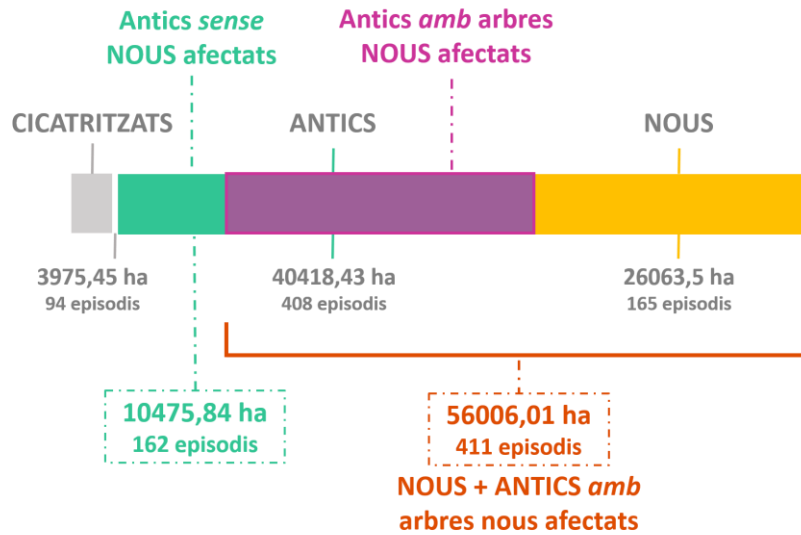 Antics sense
NOUS afectats
Antics amb arbres
NOUS afectats
CICATRITZATS
ANTICS
NOUS
3975,45 ha
94 episodis
40418,43 ha
408 episodis
26063,5 ha
165 episodis
10475,84 ha
162 episodis
56006,01 ha
411 episodis
NOUS + ANTICS amb
arbres nous afectats